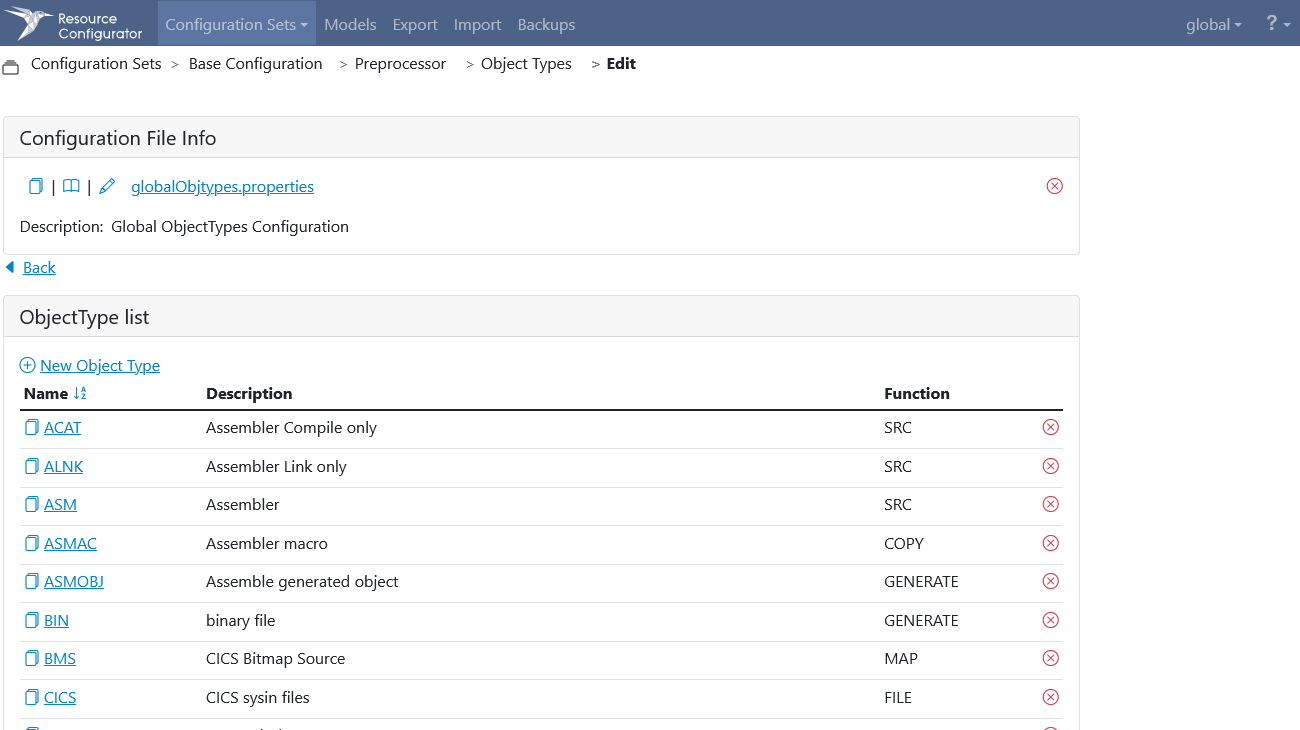 Resource Configurator
Configuration Sets Models Export Import Backups global ?
Configuration Sets > Base Configuration > Preprocessor > Object Types > Edit
Configuration File Info
| | globalObjtypes.properties
Description: Global ObjectTypes Configuration
Back
ObjectType list
New Object Type
Name Description Function
ACAT Assembler Compile only SRC
ALNK Assembler Link only SRC
ASM Assembler SRC
ASMAC Assembler macro COPY
ASMOBJ Assemble generated object GENERATE
BIN binary file GENERATE
BMS CICS Bitmap Source MAP
CICS CICS sysin files FILE